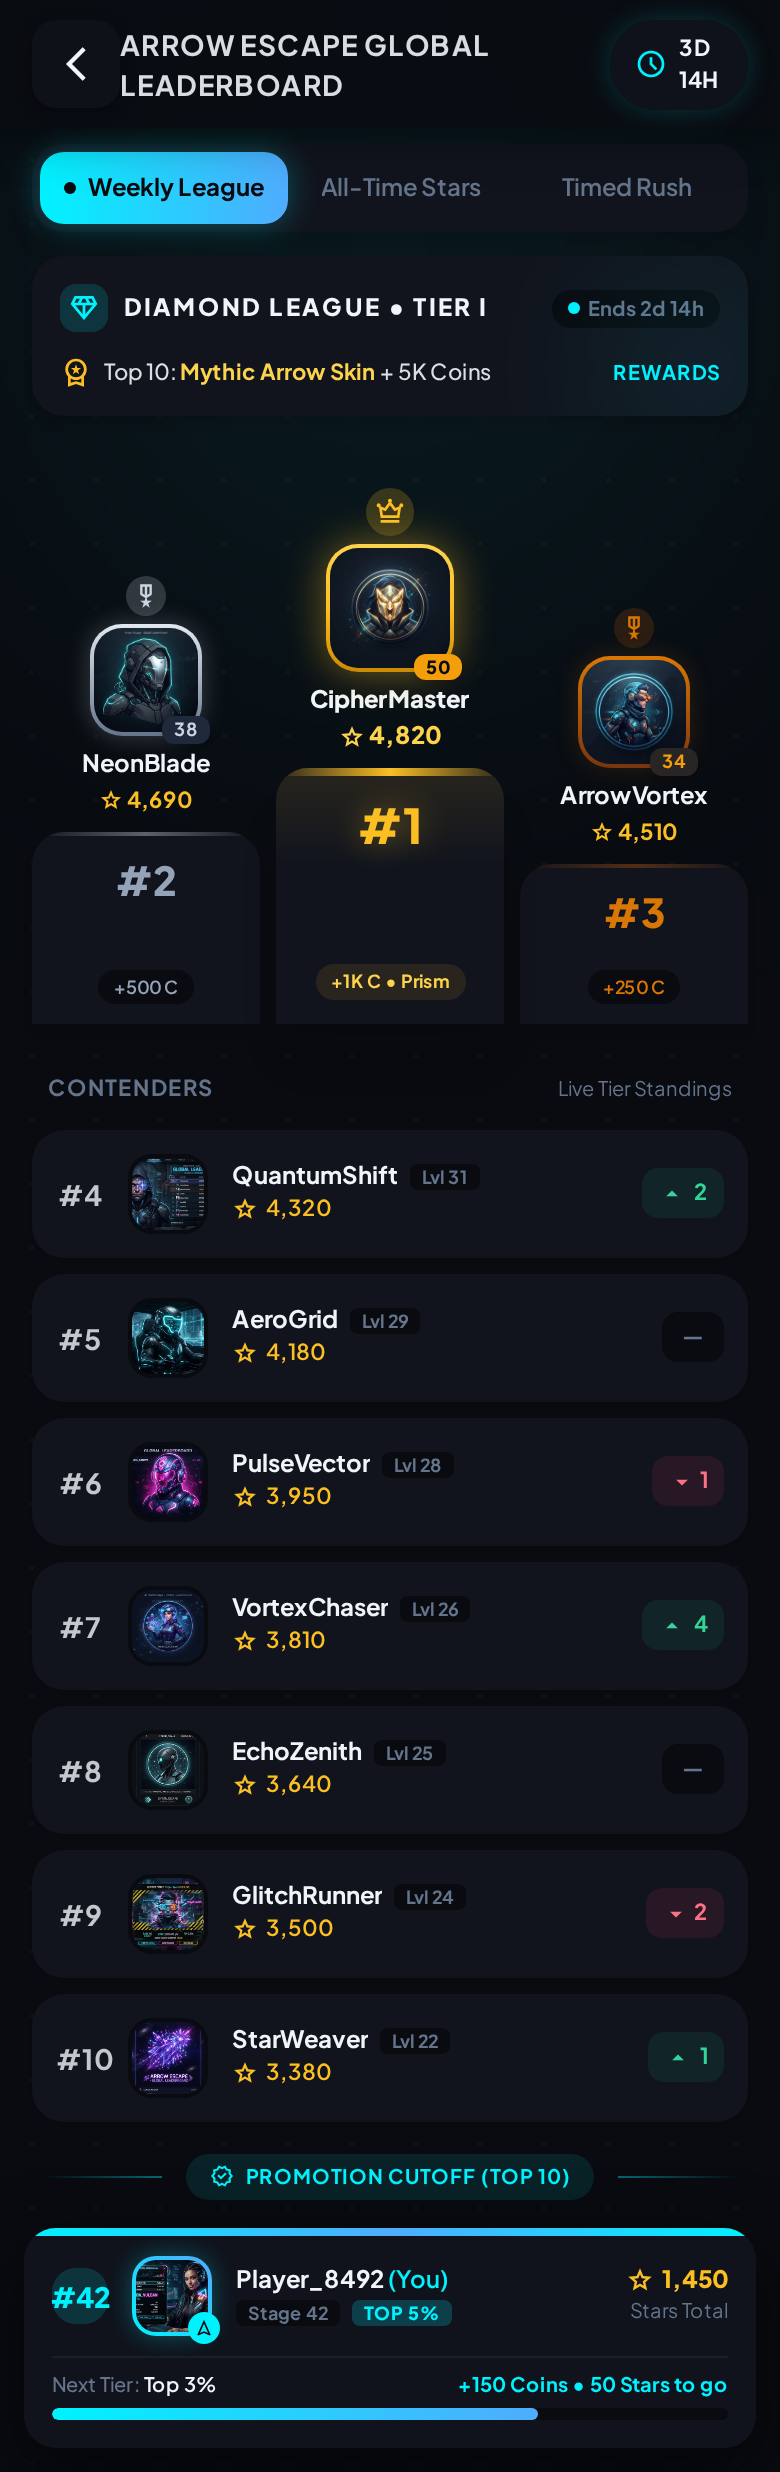 ARROW ESCAPE GLOBAL
LEADERBOARD
3D
14H
Weekly League
All-Time Stars
Timed Rush
DIAMOND LEAGUE • TIER I
Ends 2d 14h
Top 10: Mythic Arrow Skin + 5K Coins
REWARDS
50
CipherMaster
4,820
38
NeonBlade
4,690
34
ArrowVortex
4,510
#1
#2
#3
+1K C • Prism
+500 C
+250 C
CONTENDERS
Live Tier Standings
#4
QuantumShift Lvl 31
4,320
2
#5
AeroGrid Lvl 29
4,180
—
#6
PulseVector Lvl 28
3,950
1
#7
VortexChaser Lvl 26
3,810
4
#8
EchoZenith Lvl 25
3,640
—
#9
GlitchRunner Lvl 24
3,500
2
#10
ARROW ESCAPE
StarWeaver Lvl 22
3,380
1
PROMOTION CUTOFF (TOP 10)
#42
Player_8492 (You)
Stage 42
TOP 5%
1,450
Stars Total
Next Tier: Top 3%
+150 Coins • 50 Stars to go